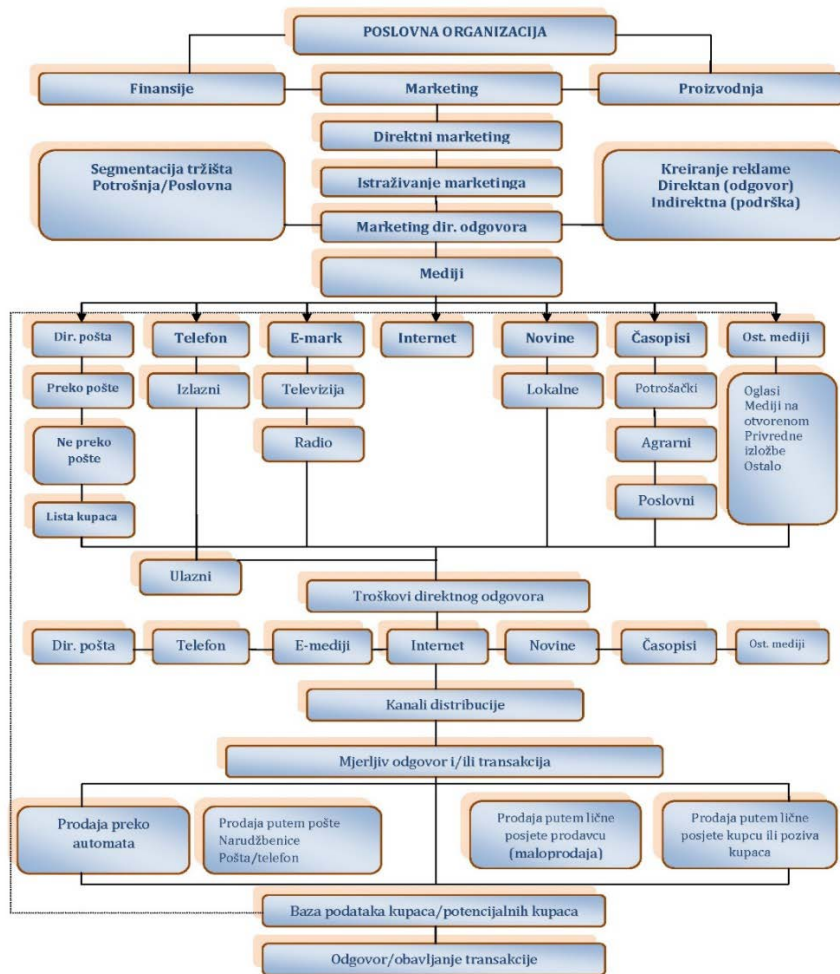 POSLOVNA ORGANIZACIJA
Finansije
Marketing
Proizvodnja
Direktni marketing
Segmentacija tržišta
Potrošnja/Poslovna
Istraživanje marketinga
Kreiranje reklame
Direktan (odgovor)
Indirektna (podrška)
Marketing dir. odgovora
Mediji
Dir. pošta
Telefon
E-mark
Internet
Novine
Časopisi
Ost. mediji
Preko pošte
Izlazni
Televizija
Lokalne
Potrošački
Oglasi
Mediji na
otvorenom
Privredne
izložbe
Ostalo
Ne preko
pošte
Radio
Agrarni
Lista kupaca
Poslovni
Ulazni
Troškovi direktnog odgovora
Dir. pošta
Telefon
E-mediji
Internet
Novine
Časopisi
Ost. mediji
Kanali distribucije
Mjerljiv odgovor i/ili transakcija
Prodaja preko
automata
Prodaja putem pošte
Narudžbenice
Pošta/telefon
Prodaja putem lične
posjete prodavcu
(maloprodaja)
Prodaja putem lične
posjete kupcu ili poziva
kupaca
Baza podataka kupaca/potencijalnih kupaca
Odgovor/obavljanje transakcije